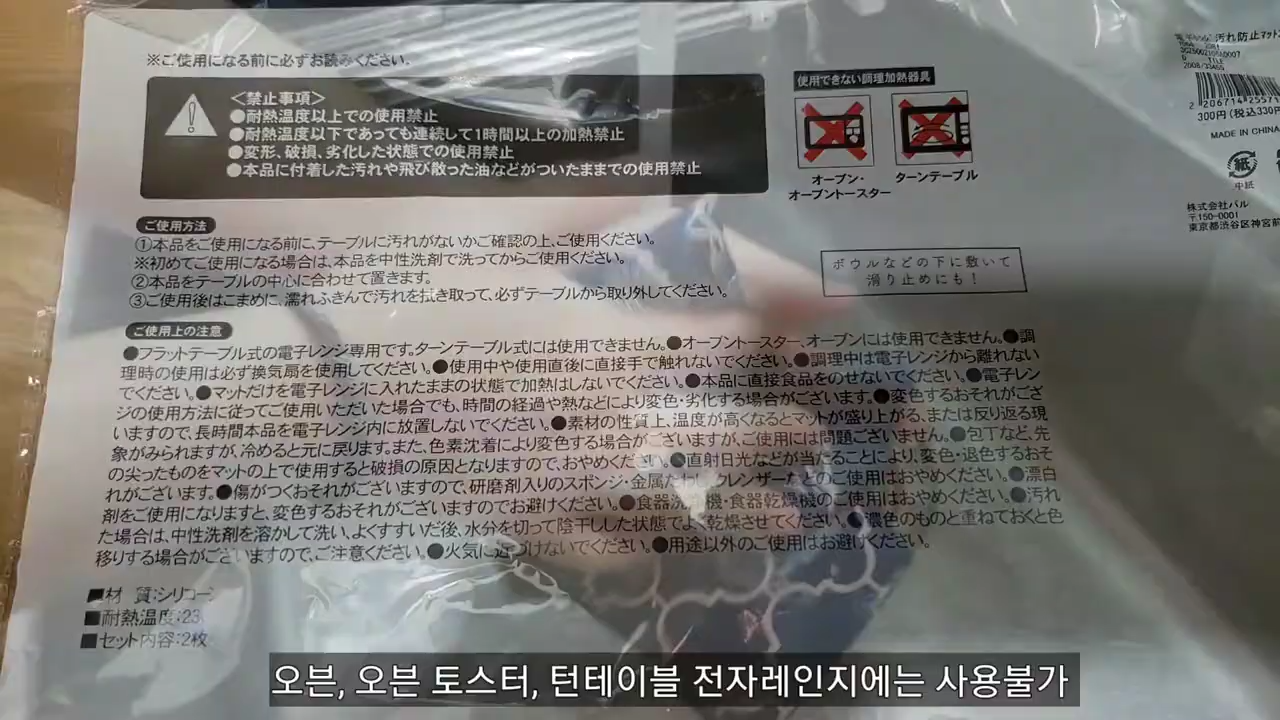 ※ご使用になる前に必ずお読みください。
<禁止事項>
●耐熱温度以上での使用禁止
●耐熱温度以下であっても連続して1時間以上の加熱禁止
●変形、破損、劣化した状態での使用禁止
●本品に付着した汚れや飛び散った油などがついたままでの使用禁止
使用できない調理加熱器具
オーブン・
オーブントースター
ターンテーブル
汚れ防止マット
300円(税込330円
MADE IN CHINA
紙
中紙
株式会社パル
〒150-0001
東京都渋谷区神宮前
ご使用方法
①本品をご使用になる前に、テーブルに汚れがないかご確認の上、ご使用ください。
※初めてご使用になる場合は、本品を中性洗剤で洗ってからご使用ください。
②本品をテーブルの中心に合わせて置きます。
③ご使用後はこまめに、濡れふきんで汚れを拭き取って、必ずテーブルから取り外してください。
ボウルなどの下に敷いて
滑り止めにも!
ご使用上の注意
●フラットテーブル式の電子レンジ専用です。ターンテーブル式には使用できません。●オーブントースター、オーブンには使用できません。●調
理時の使用は必ず換気扇を使用してください。●使用中や使用直後に直接手で触れないでください。●調理中は電子レンジから離れない
でください。●マットだけを電子レンジに入れたままの状態で加熱はしないでください。●本品に直接食品をのせないでください。●電子レン
ジの使用方法に従ってご使用いただいた場合でも、時間の経過や熱などにより変色・劣化する場合がございます。●変色するおそれがござ
いますので、長時間本品を電子レンジ内に放置しないでください。●素材の性質上、温度が高くなるとマットが盛り上がる、または反り返る現
象がみられますが、冷めると元に戻ります。また、色素沈着により変色する場合がございますが、ご使用には問題ございません。●包丁など、先
の尖ったものをマットの上で使用すると破損の原因となりますので、おやめください。●直射日光などが当たることにより、変色・退色するおそ
れがございます。●傷がつくおそれがございますので、研磨剤入りのスポンジ・金属たわし・クレンザーなどのご使用はおやめください。●漂白
剤をご使用になりますと、変色するおそれがございますのでお避けください。●食器洗機・食器乾燥機のご使用はおやめください。●汚れ
た場合は、中性洗剤を溶かして洗い、よくすすいだ後、水分を切って陰干しした状態でよく乾燥させてください。●濃色のものと重ねておくと色
移りする場合がございますので、ご注意ください。●火気に近づけないでください。●用途以外のご使用はお避けください。
■材 質:シリコーン
■耐熱温度:23
■セット内容:2枚
오븐, 오븐 토스터, 턴테이블 전자레인지에는 사용불가